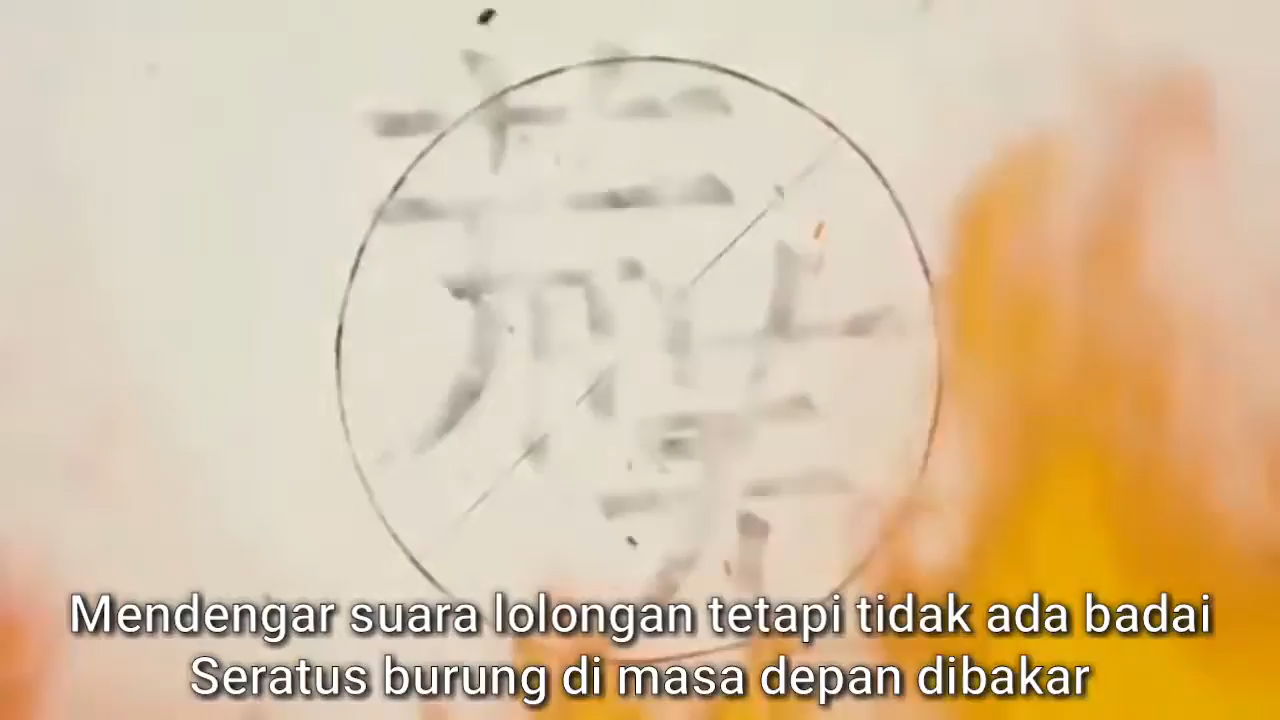 Mendengar suara lolongan tetapi tidak ada badai
Seratus burung di masa depan dibakar